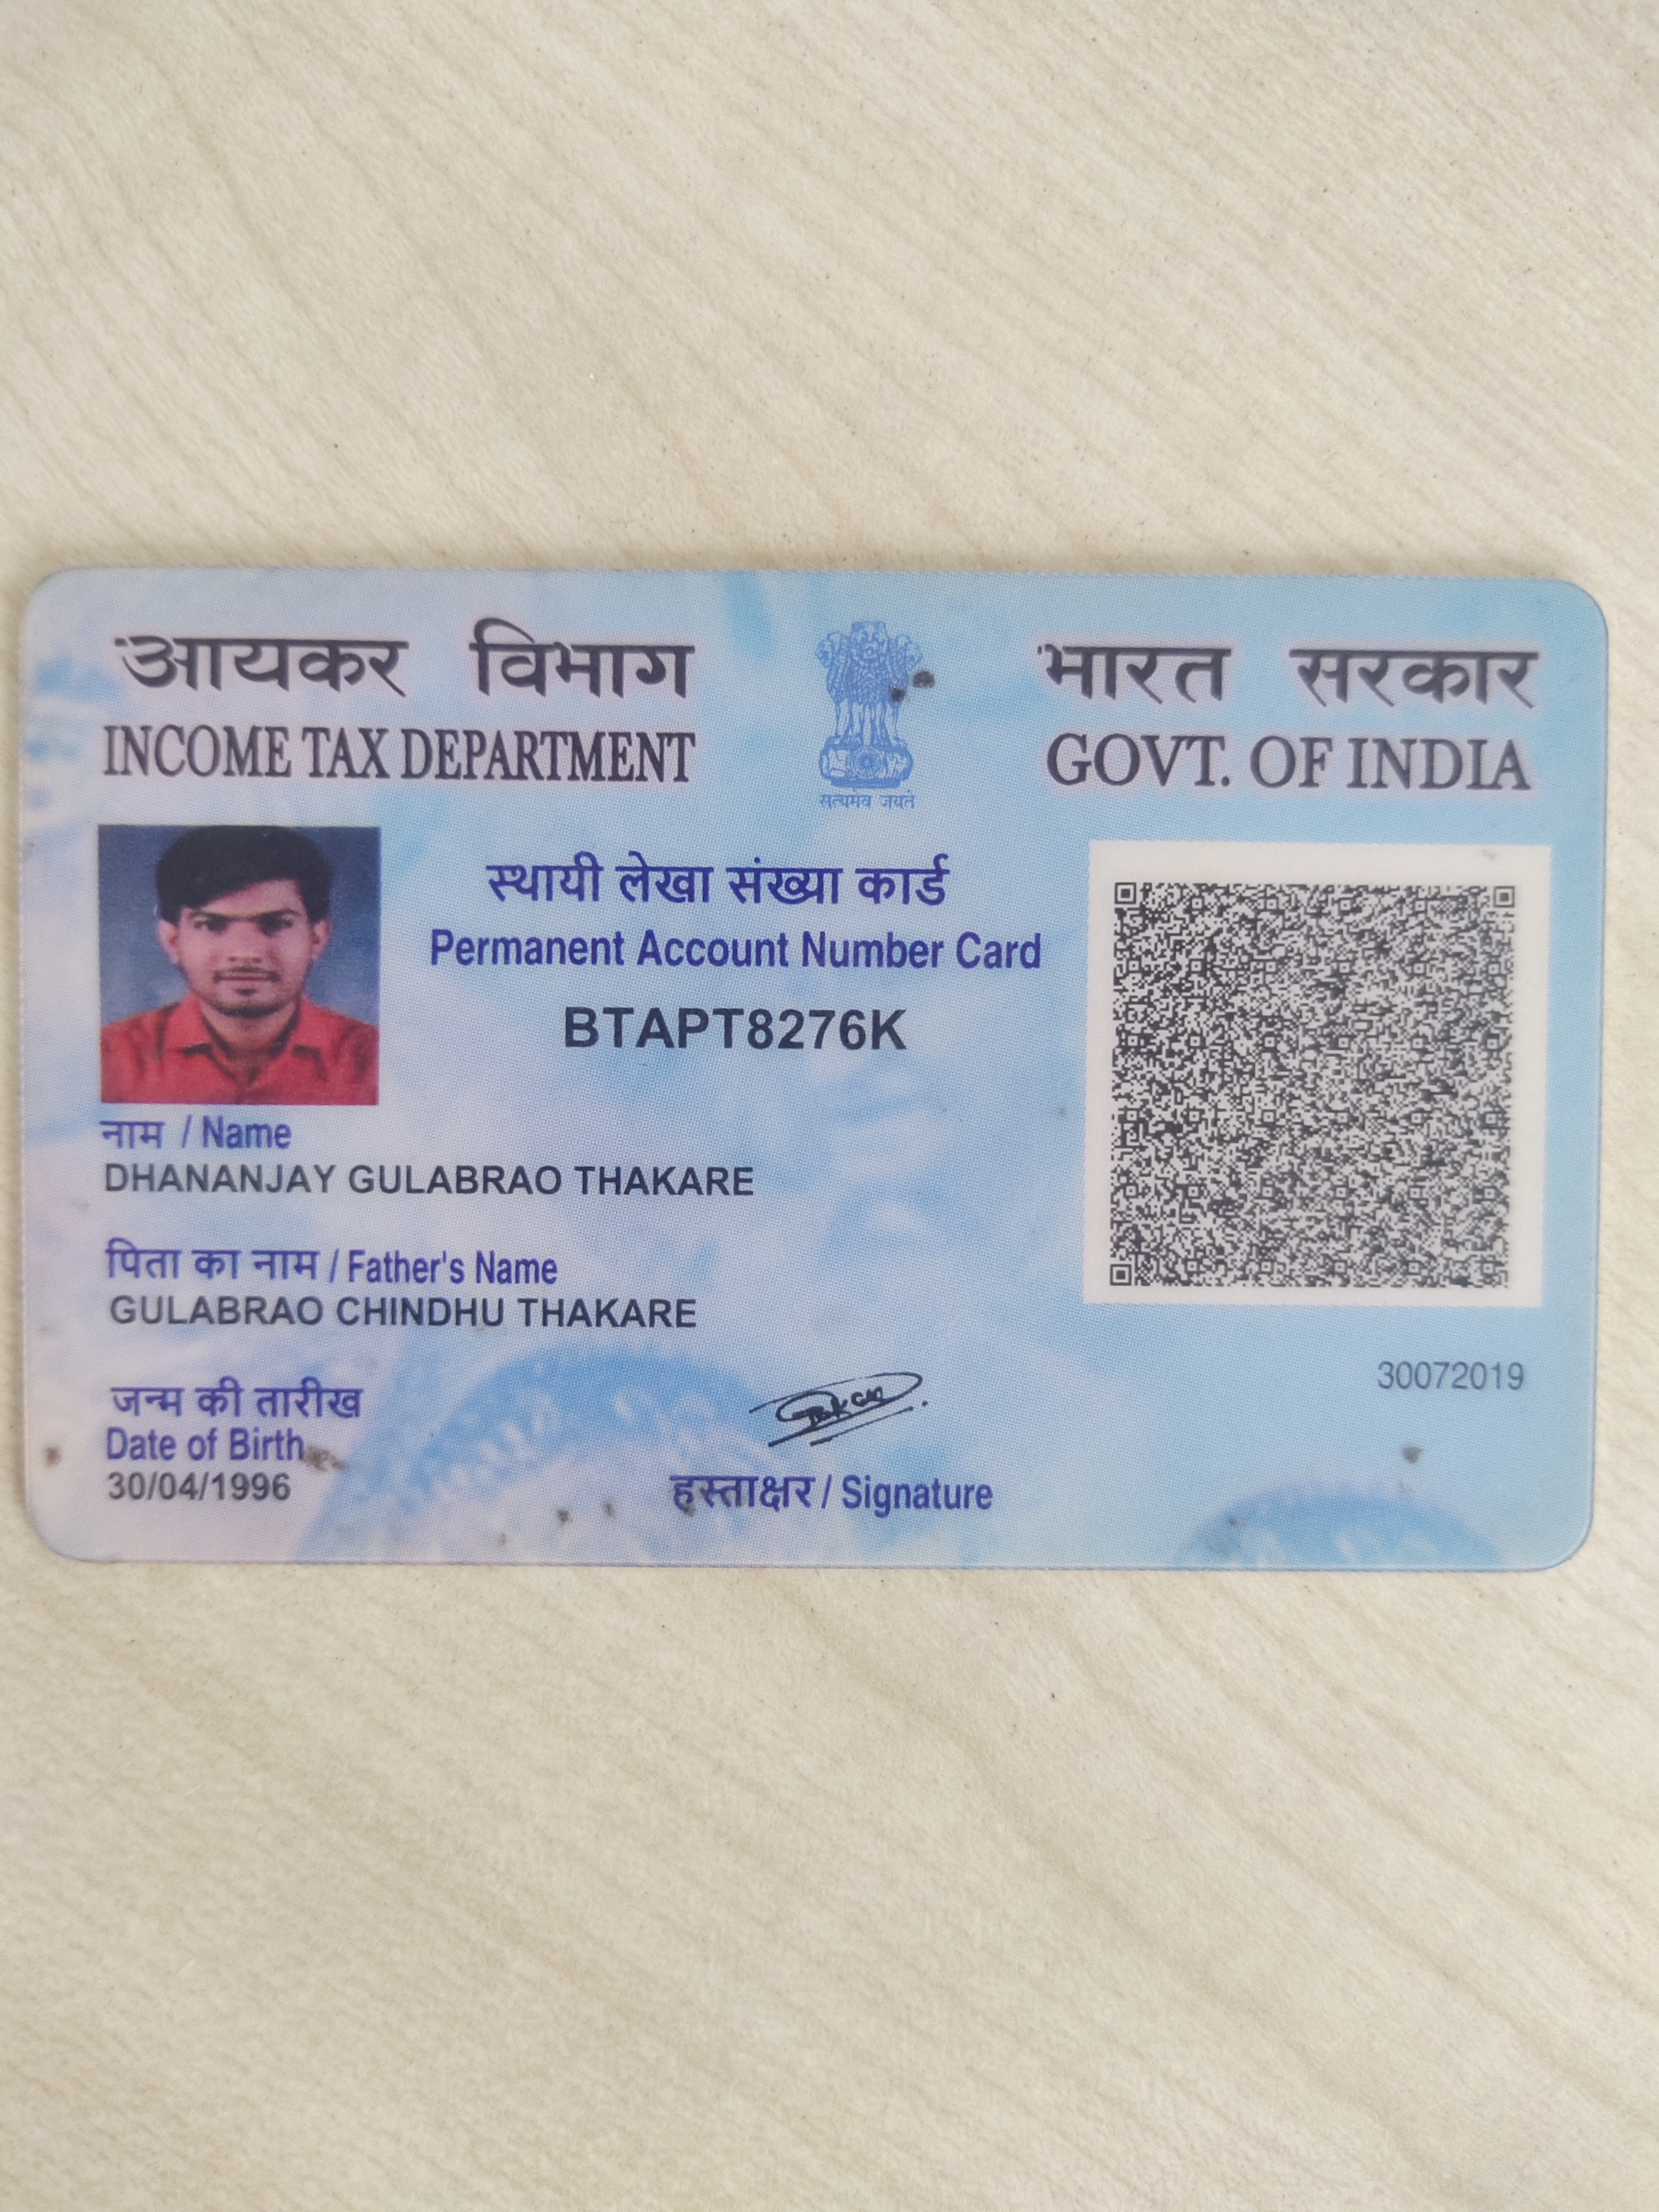 आयकर विभाग
INCOME TAX DEPARTMENT
सत्यमेव जयते
भारत सरकार
GOVT. OF INDIA
स्थायी लेखा संख्या कार्ड
Permanent Account Number Card
BTAPT8276K
नाम / Name
DHANANJAY GULABRAO THAKARE
पिता का नाम / Father's Name
GULABRAO CHINDHU THAKARE
जन्म की तारीख
Date of Birth
30/04/1996
हस्ताक्षर / Signature
30072019